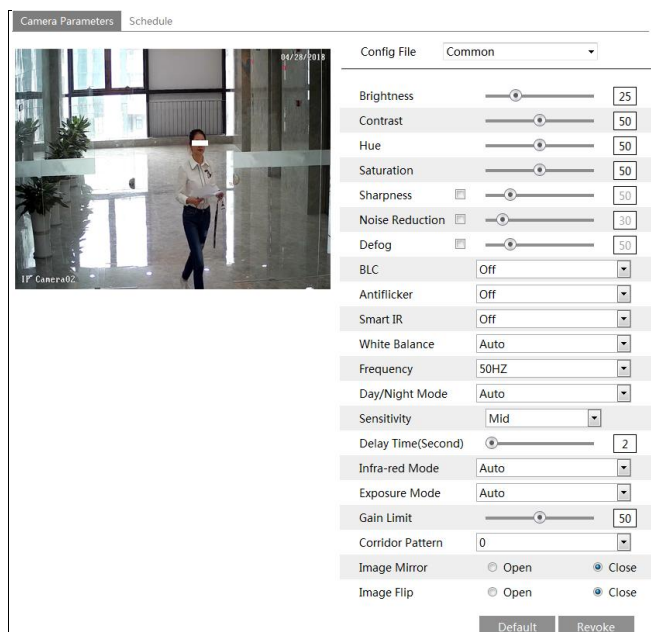 Camera Parameters Schedule
04/28/2018
IP Camera02
Config File Common
Brightness 25
Contrast 50
Hue 50
Saturation 50
Sharpness 50
Noise Reduction 30
Defog 50
BLC Off
Antiflicker Off
Smart IR Off
White Balance Auto
Frequency 50HZ
Day/Night Mode Auto
Sensitivity Mid
Delay Time(Second) 2
Infra-red Mode Auto
Exposure Mode Auto
Gain Limit 50
Corridor Pattern 0
Image Mirror Open Close
Image Flip Open Close
Default Revoke